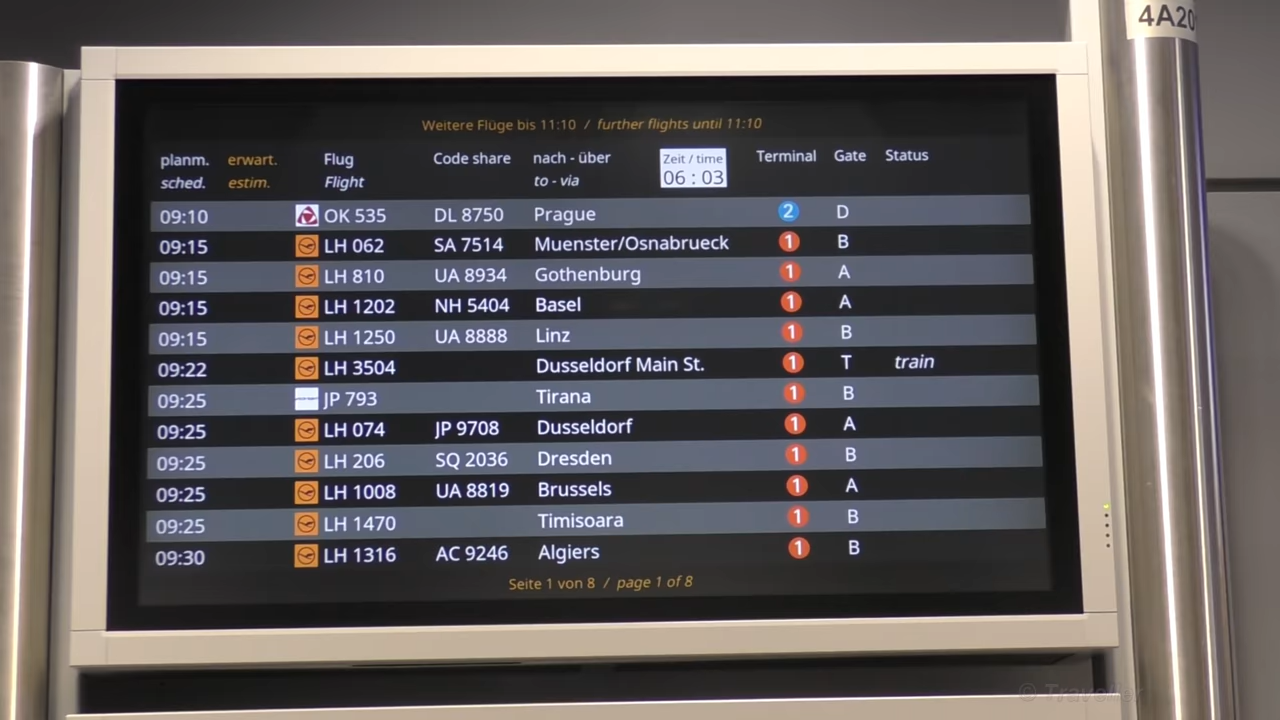 4A20
Weitere Flüge bis 11:10 / further flights until 11:10
planm. erwart. Flug Code share nach - über Zeit / time Terminal Gate Status
sched. estim. Flight to - via 06 : 03
09:10 OK 535 DL 8750 Prague 2 D
09:15 LH 062 SA 7514 Muenster/Osnabrueck 1 B
09:15 LH 810 UA 8934 Gothenburg 1 A
09:15 LH 1202 NH 5404 Basel 1 A
09:15 LH 1250 UA 8888 Linz 1 B
09:22 LH 3504 Dusseldorf Main St. 1 T train
09:25 JP 793 Tirana 1 B
09:25 LH 074 JP 9708 Dusseldorf 1 A
09:25 LH 206 SQ 2036 Dresden 1 B
09:25 LH 1008 UA 8819 Brussels 1 A
09:25 LH 1470 Timisoara 1 B
09:30 LH 1316 AC 9246 Algiers 1 B
Seite 1 von 8 / page 1 of 8